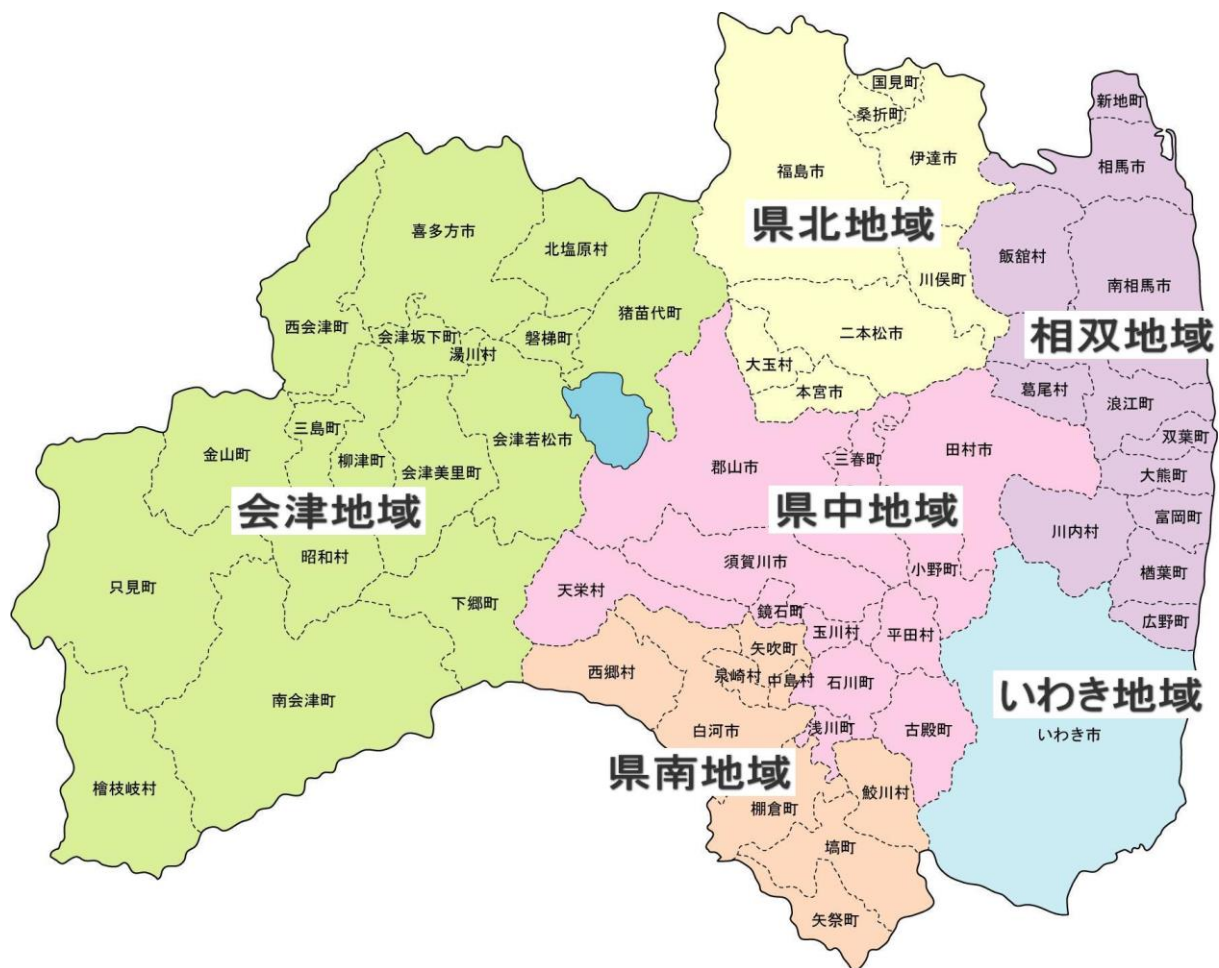 国見町
桑折町
新地町
伊達市
相馬市
福島市
県北地域
喜多方市
北塩原村
飯舘村
川俣町
南相馬市
猪苗代町
西会津町
会津坂下町
湯川村
磐梯町
二本松市
相双地域
大玉村
本宮市
葛尾村
浪江町
三島町
双葉町
会津若松市
金山町
柳津町
会津美里町
郡山市
三春町
田村市
大熊町
会津地域
県中地域
富岡町
川内村
昭和村
須賀川市
小野町
楢葉町
只見町
天栄村
下郷町
鏡石町
玉川村
平田村
広野町
矢吹町
西郷村
泉崎村
中島村
石川町
南会津町
いわき地域
白河市
浅川町
古殿町
いわき市
県南地域
檜枝岐村
棚倉町
鮫川村
塙町
矢祭町